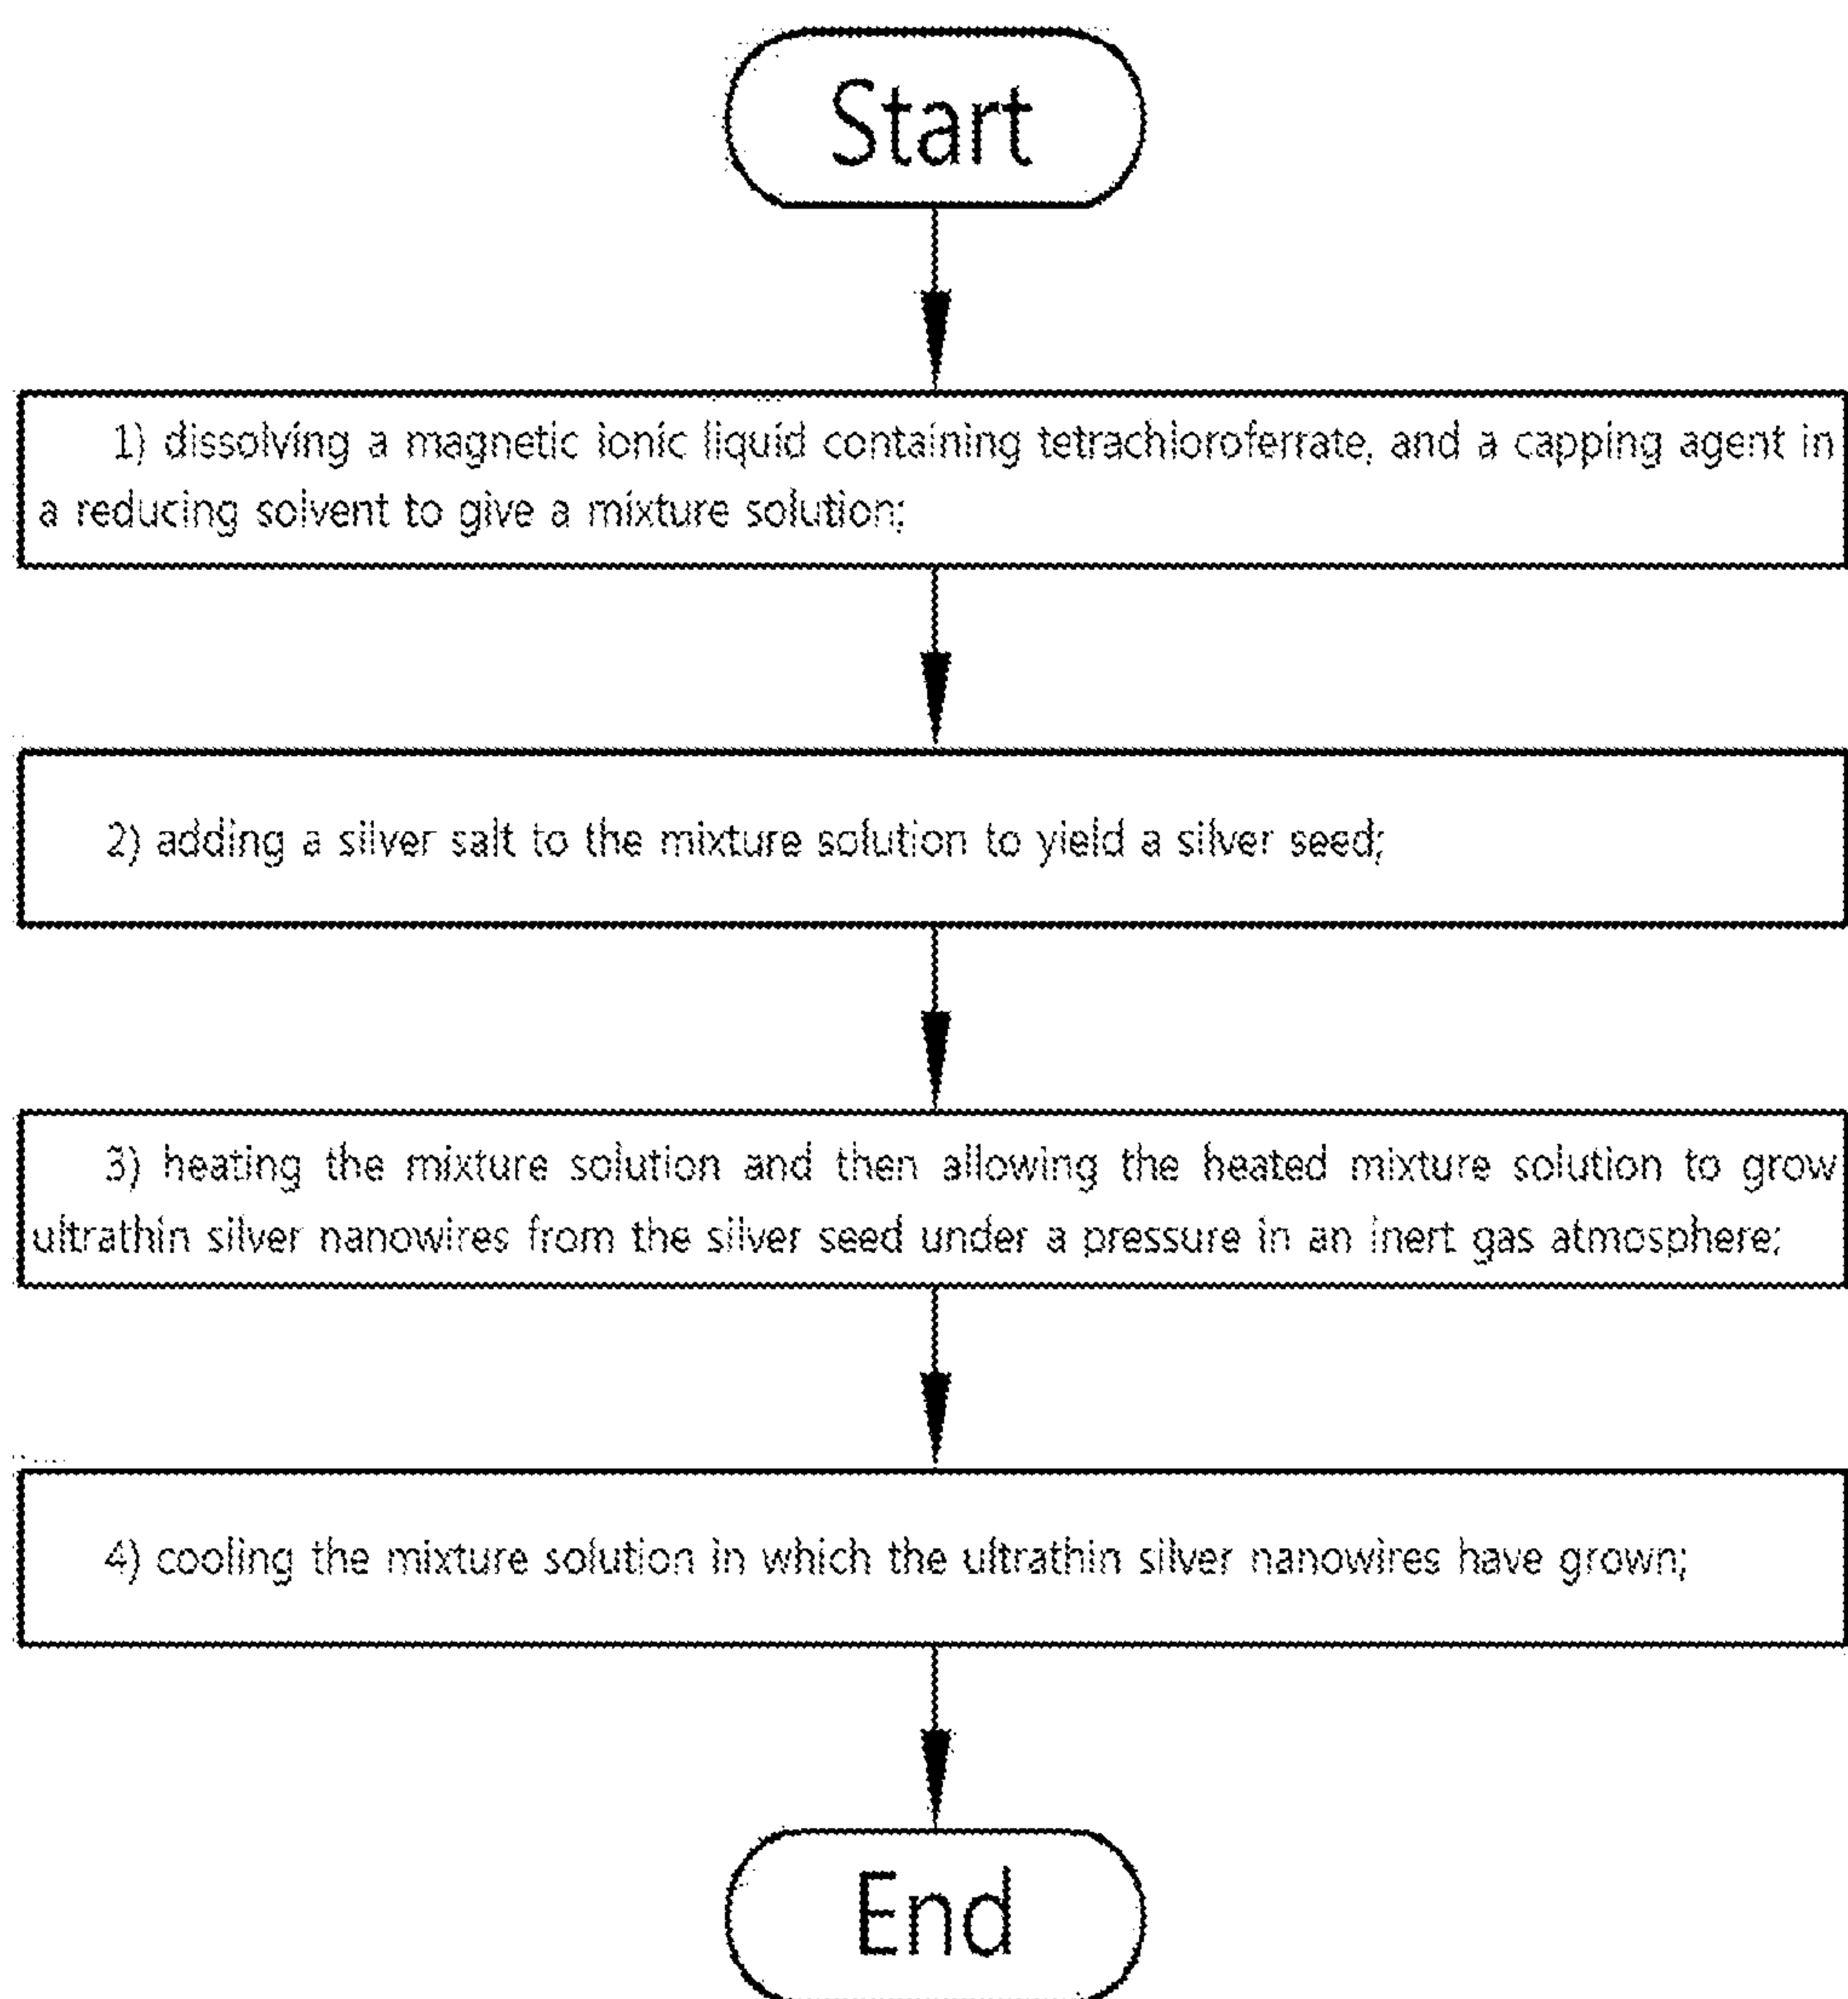 Start
1) dissolving a magnetic ionic liquid containing tetrachloroferrate, and a capping agent in
a reducing solvent to give a mixture solution;
2) adding a silver salt to the mixture solution to yield a silver seed;
3) heating the mixture solution and then allowing the heated mixture solution to grow
ultrathin silver nanowires from the silver seed under a pressure in an inert gas atmosphere;
4) cooling the mixture solution in which the ultrathin silver nanowires have grown;
End